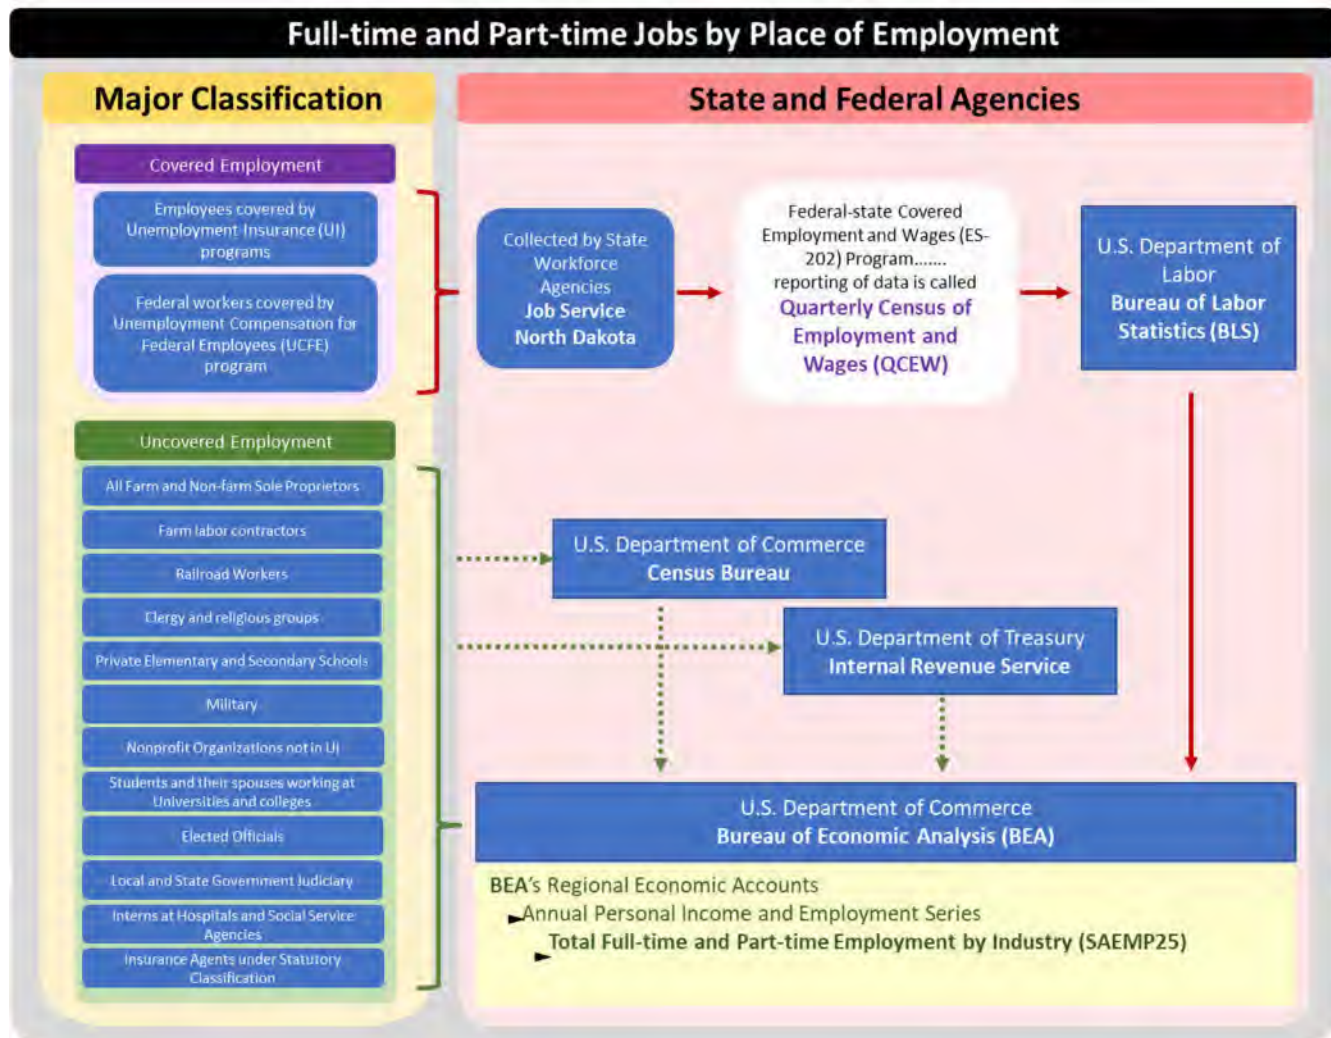 Full-time and Part-time Jobs by Place of Employment
Major Classification
State and Federal Agencies
Covered Employment
Employees covered by
Unemployment Insurance (UI)
programs
Federal workers covered by
Unemployment Compensation for
Federal Employees (UCFE)
program
Collected by State
Workforce
Agencies
Job Service
North Dakota
Federal-state Covered
Employment and Wages (ES-
202) Program.......
reporting of data is called
Quarterly Census of
Employment and
Wages (QCEW)
U.S. Department of
Labor
Bureau of Labor
Statistics (BLS)
Uncovered Employment
All Farm and Non-farm Sole Proprietors
Farm labor contractors
Railroad Workers
Clergy and religious groups
Private Elementary and Secondary Schools
Military
Nonprofit Organizations not in UI
Students and their spouses working at
Universities and colleges
Elected Officials
Local and State Government Judiciary
Interns at Hospitals and Social Service
Agencies
Insurance Agents under Statutory
Classification
U.S. Department of Commerce
Census Bureau
U.S. Department of Treasury
Internal Revenue Service
U.S. Department of Commerce
Bureau of Economic Analysis (BEA)
BEA's Regional Economic Accounts
Annual Personal Income and Employment Series
Total Full-time and Part-time Employment by Industry (SAEMP25)